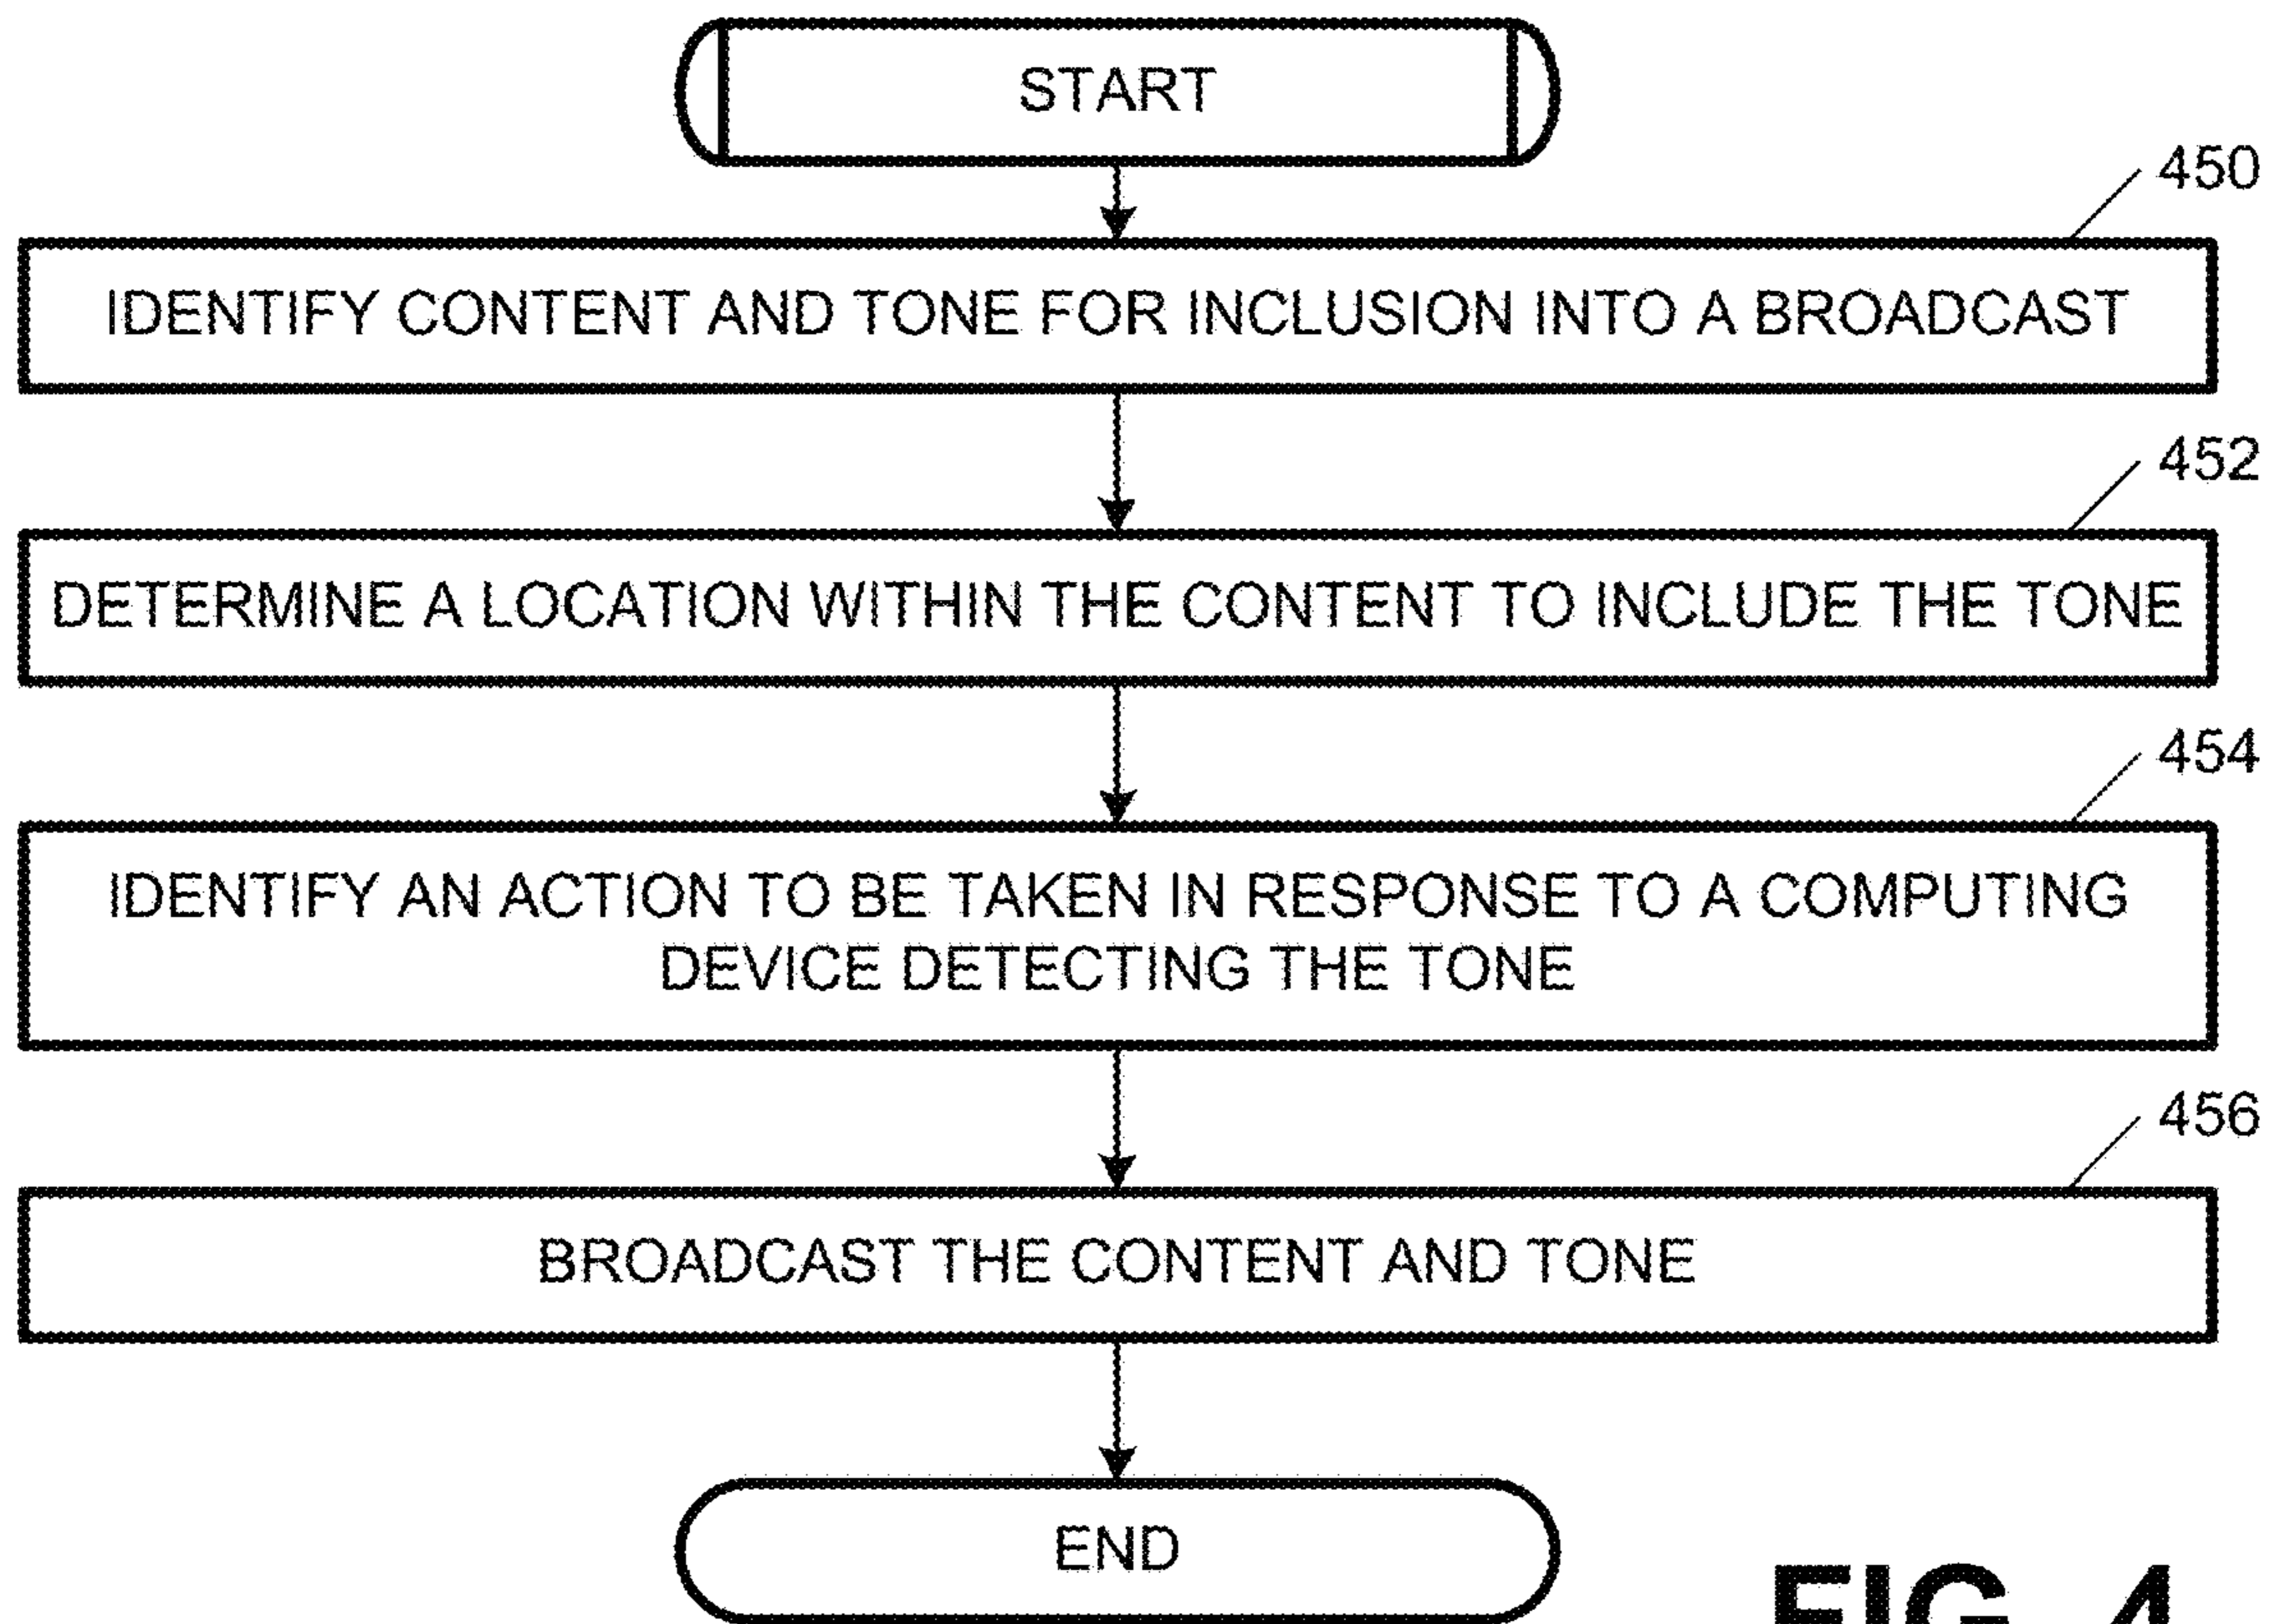 START
450
IDENTIFY CONTENT AND TONE FOR INCLUSION INTO A BROADCAST
452
DETERMINE A LOCATION WITHIN THE CONTENT TO INCLUDE THE TONE
454
IDENTIFY AN ACTION TO BE TAKEN IN RESPONSE TO A COMPUTING
DEVICE DETECTING THE TONE
456
BROADCAST THE CONTENT AND TONE
END
FIG. 4